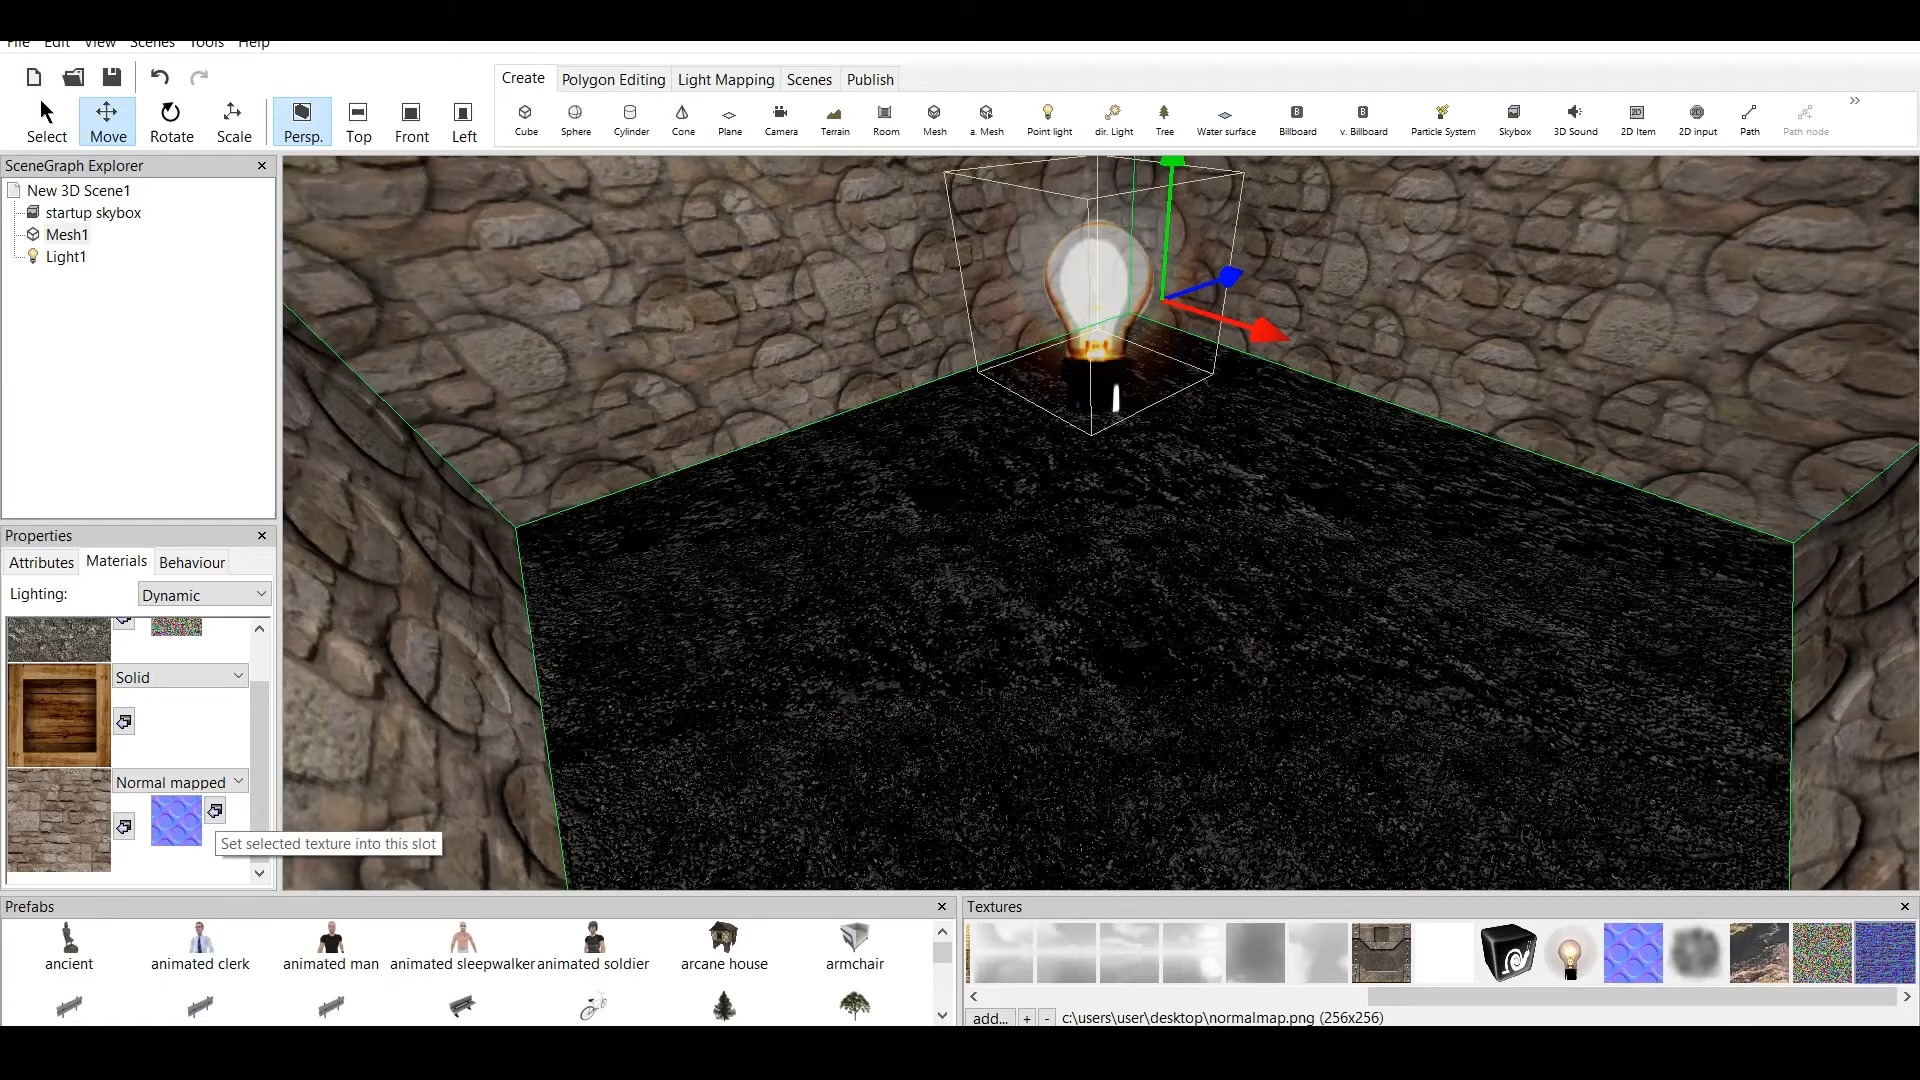 File Edit View Scenes Tools Help
Create Polygon Editing Light Mapping Scenes Publish
Select Move Rotate Scale Persp. Top Front Left
Cube Sphere Cylinder Cone Plane Camera Terrain Room Mesh a. Mesh Point light dir. Light Tree Water surface Billboard v. Billboard Particle System Skybox 3D Sound 2D Item 2D input Path Path node
SceneGraph Explorer
New 3D Scene1
startup skybox
Mesh1
Light1
Properties
Attributes Materials Behaviour
Lighting: Dynamic
Solid
Normal mapped
Set selected texture into this slot
Prefabs
ancient animated clerk animated man animated sleepwalker animated soldier arcane house armchair
Textures
add... + - c:\users\user\desktop\normalmap.png (256x256)